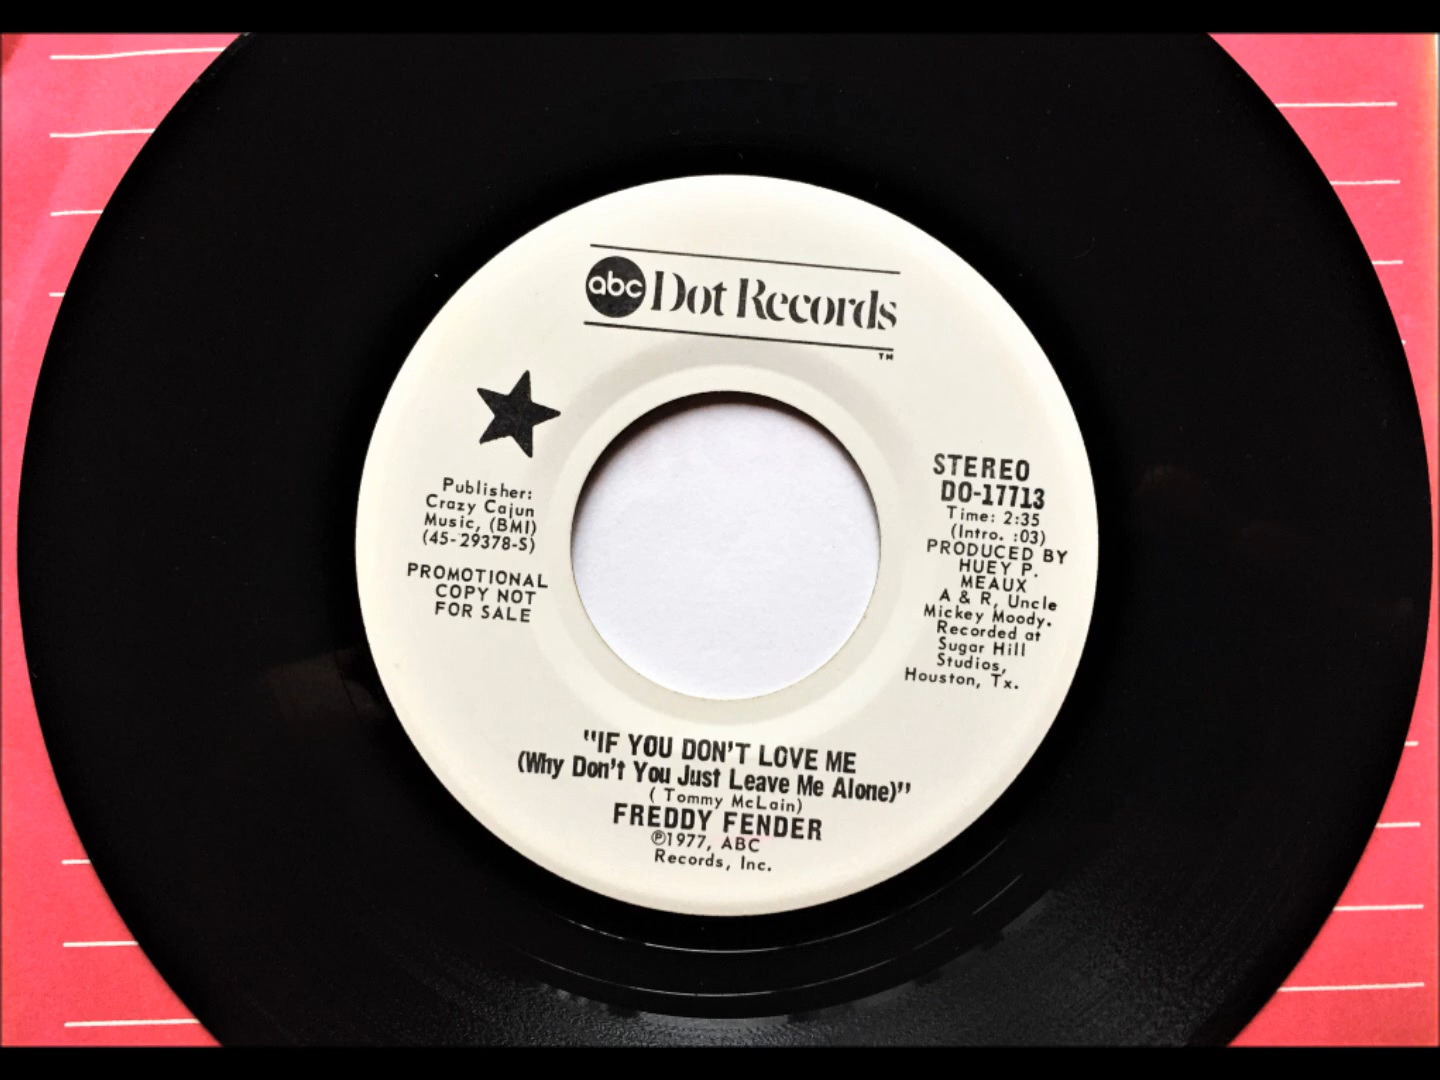 abc Dot Records
TM
Publisher:
Crazy Cajun
Music, (BMI)
(45-29378-S)
PROMOTIONAL
COPY NOT
FOR SALE
STEREO
DO-17713
Time: 2:35
(Intro. :03)
PRODUCED BY
HUEY P.
MEAUX
A & R, Uncle
Mickey Moody.
Recorded at
Sugar Hill
Studios,
Houston, Tx.
"IF YOU DON'T LOVE ME
(Why Don't You Just Leave Me Alone)"
( Tommy McLain)
FREDDY FENDER
℗1977, ABC
Records, Inc.